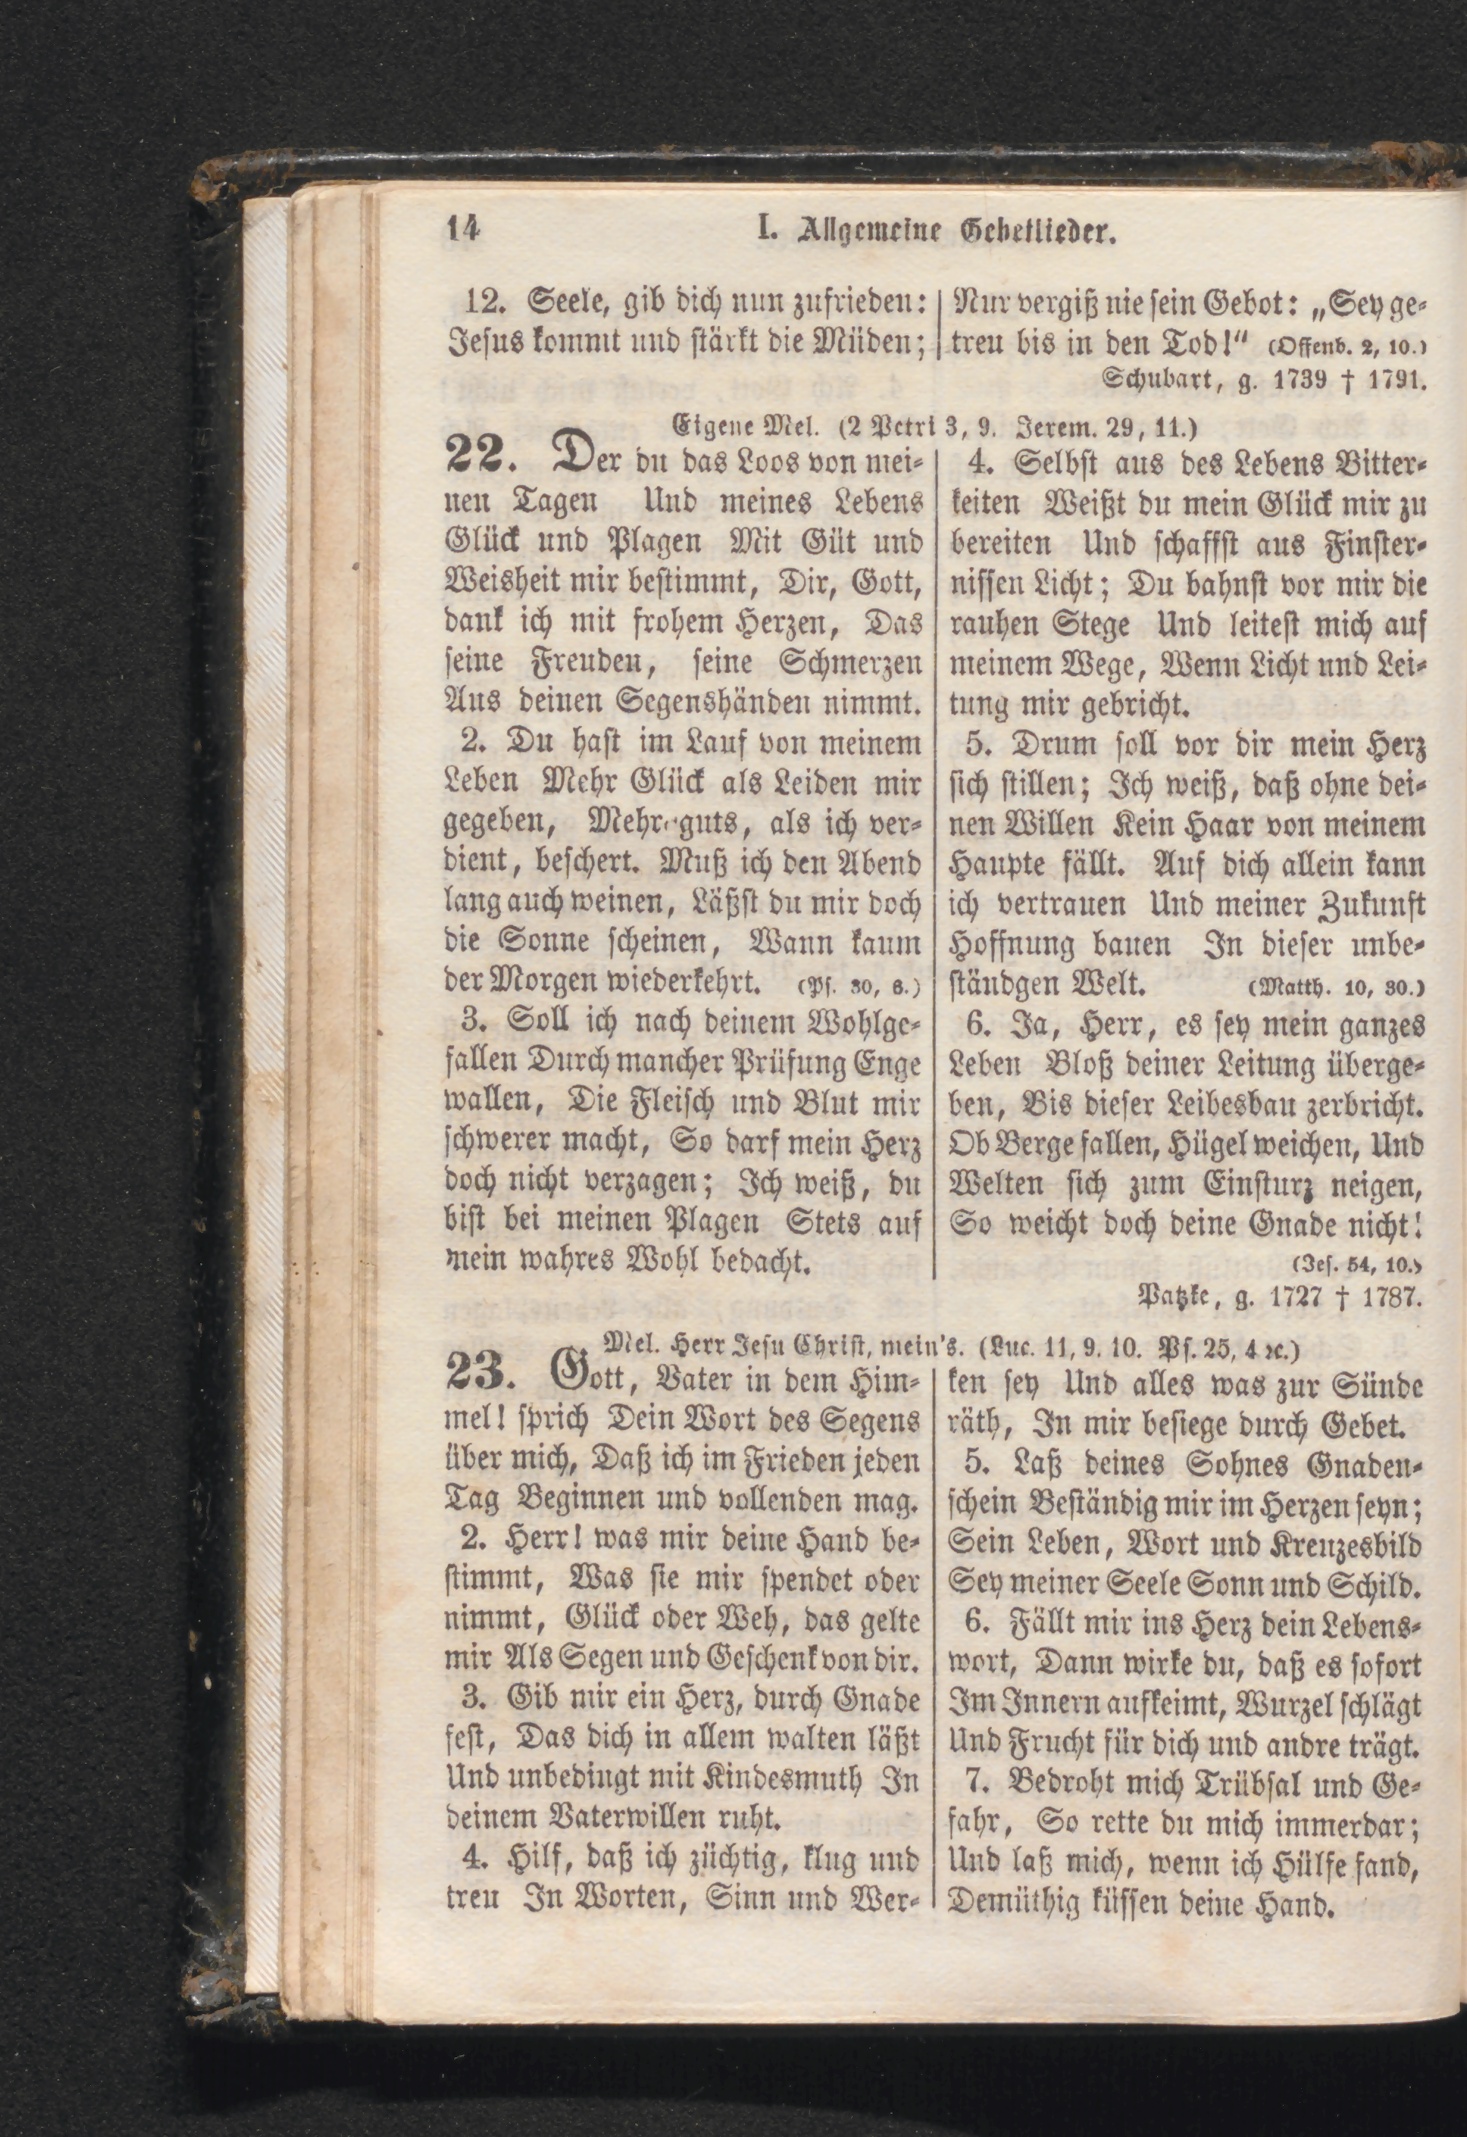 14
I. Allgemeine Gebetlieder.
12. Seele, gib dich nun zufrieden:
Jesus kommt und stärkt die Müden;
Nur vergiß nie sein Gebot: „Sey ge-
treu bis in den Tod!“ (Offenb. 2, 10.)
Schubart, g. 1739 † 1791.
Eigene Mel. (2 Petri 3, 9. Jerem. 29, 11.)
22. Der du das Loos von mei-
nen Tagen Und meines Lebens
Glück und Plagen Mit Güt und
Weisheit mir bestimmt, Dir, Gott,
dank ich mit frohem Herzen, Das
seine Freuden, seine Schmerzen
Aus deinen Segenshänden nimmt.
2. Du hast im Lauf von meinem
Leben Mehr Glück als Leiden mir
gegeben, Mehr guts, als ich ver-
dient, beschert. Muß ich den Abend
lang auch weinen, Läßst du mir doch
die Sonne scheinen, Wann kaum
der Morgen wiederkehrt. (Ps. 30, 6.)
3. Soll ich nach deinem Wohlge-
fallen Durch mancher Prüfung Enge
wallen, Die Fleisch und Blut mir
schwerer macht, So darf mein Herz
doch nicht verzagen; Ich weiß, du
bist bei meinen Plagen Stets auf
mein wahres Wohl bedacht.
4. Selbst aus des Lebens Bitter-
keiten Weißt du mein Glück mir zu
bereiten Und schaffst aus Finster-
nissen Licht; Du bahnst vor mir die
rauhen Stege Und leitest mich auf
meinem Wege, Wenn Licht und Lei-
tung mir gebricht.
5. Drum soll vor dir mein Herz
sich stillen; Ich weiß, daß ohne dei-
nen Willen Kein Haar von meinem
Haupte fällt. Auf dich allein kann
ich vertrauen Und meiner Zukunft
Hoffnung bauen In dieser unbe-
ständgen Welt. (Matth. 10, 30.)
6. Ja, Herr, es sey mein ganzes
Leben Bloß deiner Leitung überge-
ben, Bis dieser Leibesbau zerbricht.
Ob Berge fallen, Hügel weichen, Und
Welten sich zum Einsturz neigen,
So weicht doch deine Gnade nicht!
(Jes. 54, 10.)
Patzke, g. 1727 † 1787.
Mel. Herr Jesu Christ, mein's. (Luc. 11, 9. 10. Ps. 25, 4 ꝛc.)
23. Gott, Vater in dem Him-
mel! sprich Dein Wort des Segens
über mich, Daß ich im Frieden jeden
Tag Beginnen und vollenden mag.
2. Herr! was mir deine Hand be-
stimmt, Was sie mir spendet oder
nimmt, Glück oder Weh, das gelte
mir Als Segen und Geschenk von dir.
3. Gib mir ein Herz, durch Gnade
fest, Das dich in allem walten läßt
Und unbedingt mit Kindesmuth In
deinem Vaterwillen ruht.
4. Hilf, daß ich züchtig, klug und
treu In Worten, Sinn und Wer-
ken sey Und alles was zur Sünde
räth, In mir besiege durch Gebet.
5. Laß deines Sohnes Gnaden-
schein Beständig mir im Herzen seyn;
Sein Leben, Wort und Kreuzesbild
Sey meiner Seele Sonn und Schild.
6. Fällt mir ins Herz dein Lebens-
wort, Dann wirke du, daß es sofort
Im Innern aufkeimt, Wurzel schlägt
Und Frucht für dich und andre trägt.
7. Bedroht mich Trübsal und Ge-
fahr, So rette du mich immerdar;
Und laß mich, wenn ich Hülfe fand,
Demüthig küssen deine Hand.